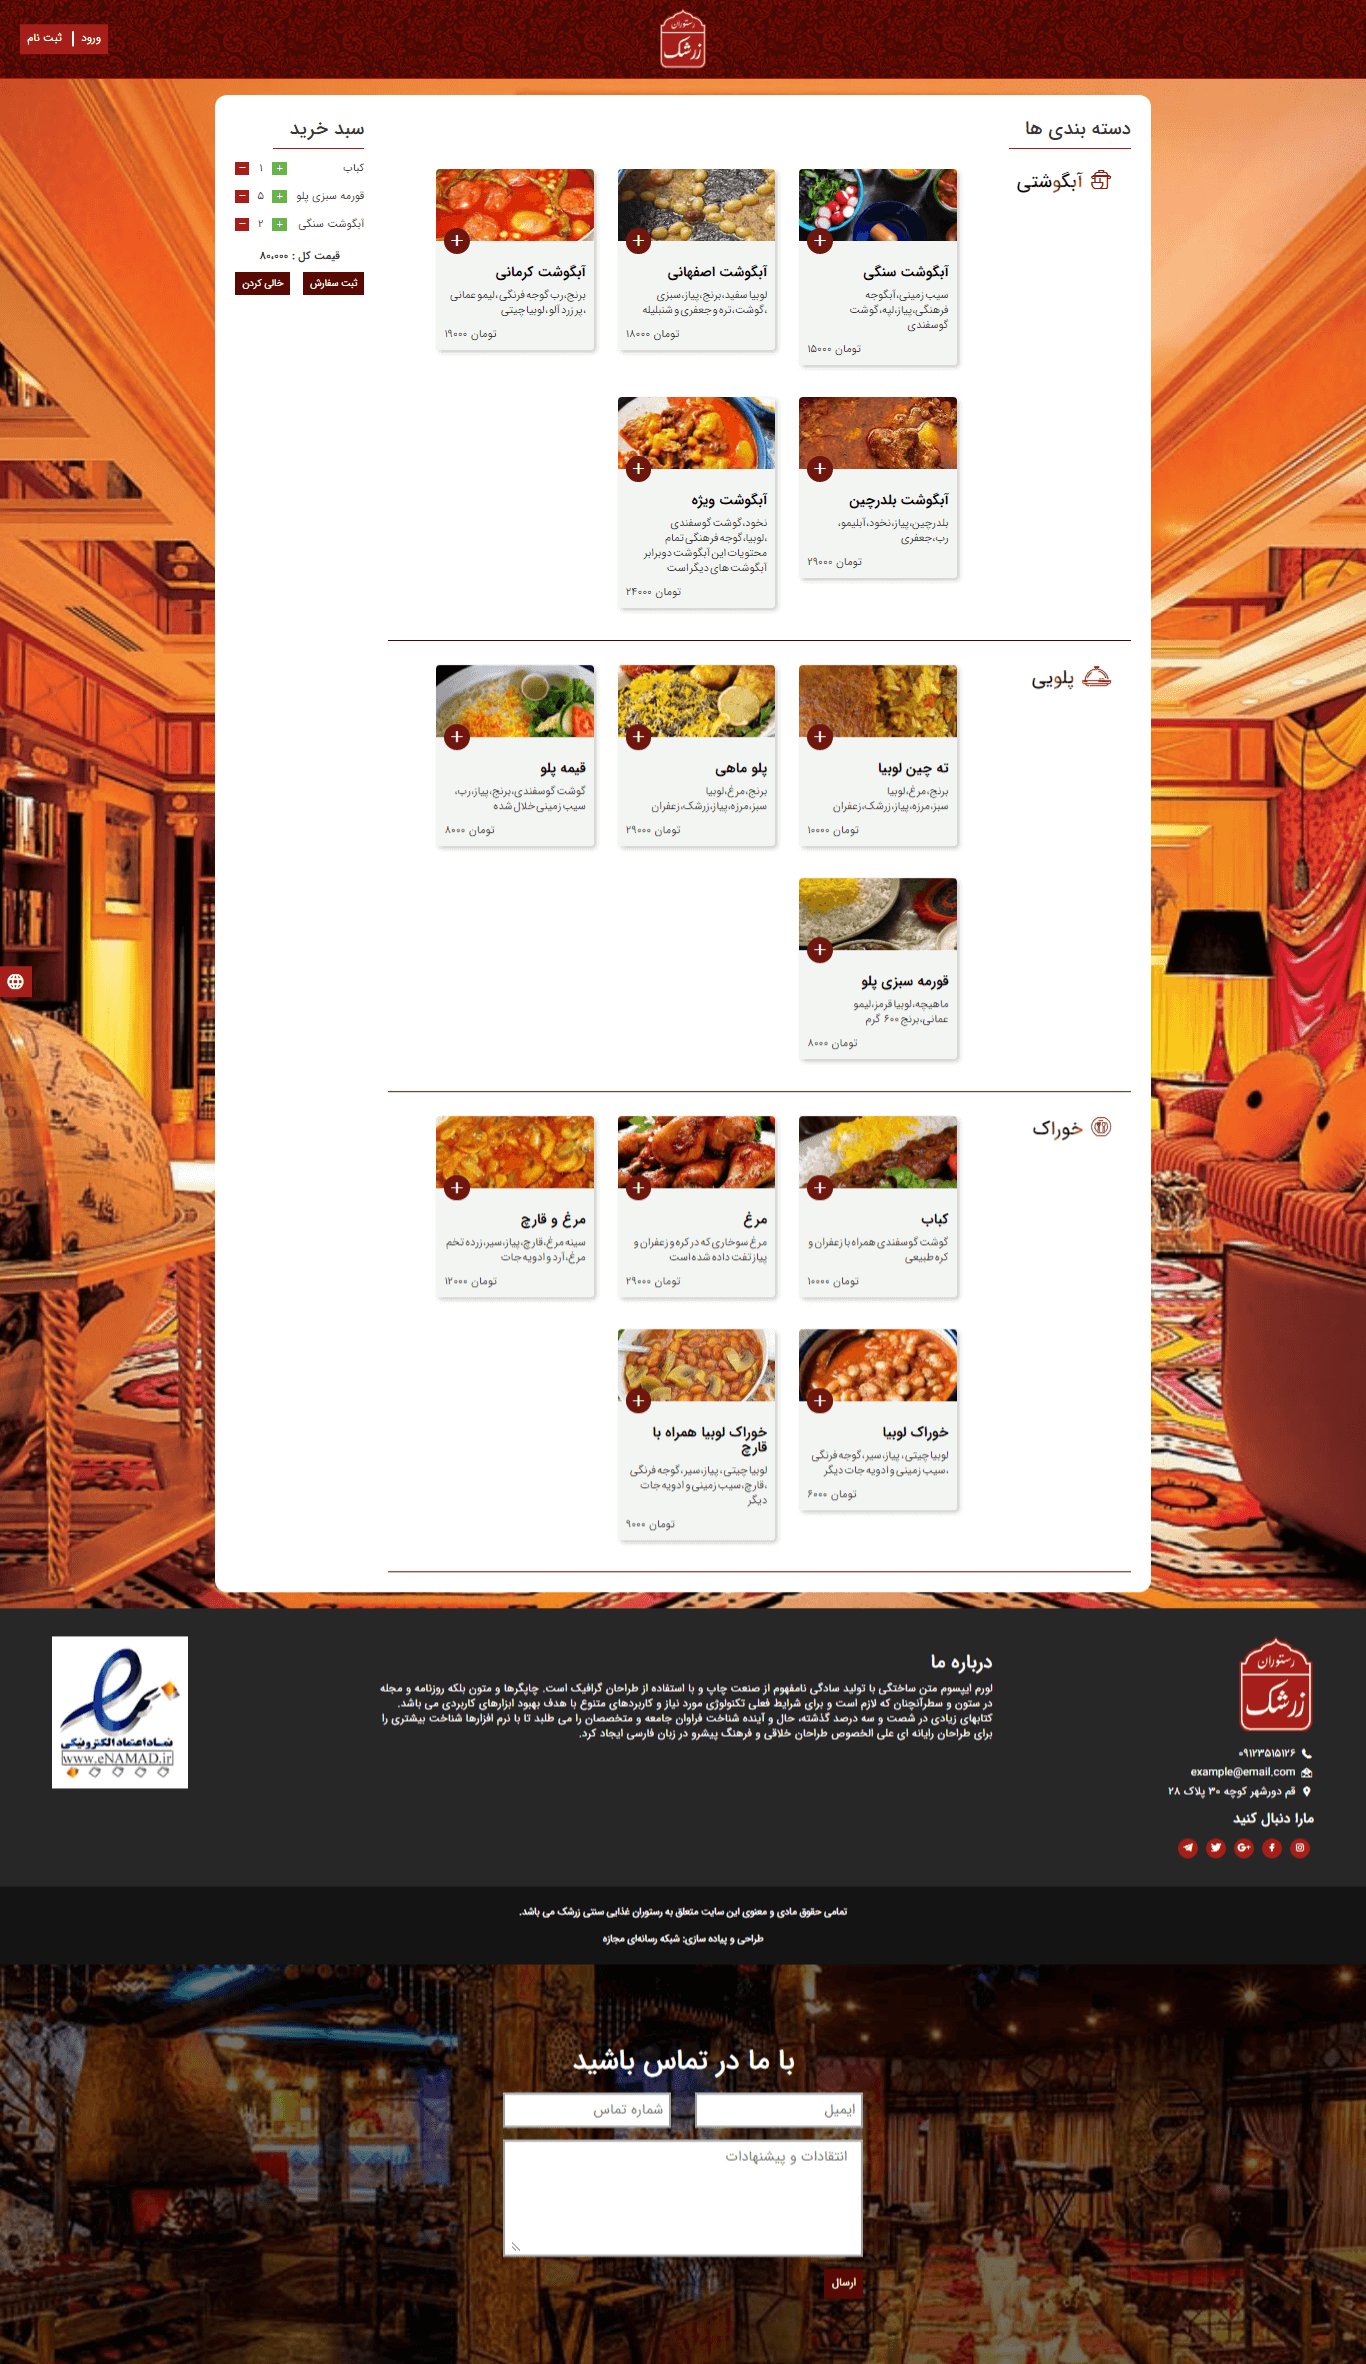 رستوران
زرشک
ورود | ثبت نام
دسته بندی ها
آبگوشتی
آبگوشت سنگی
سیب زمینی،آبگوجه
فرهنگی،پیاز،لپه،گوشت
گوسفندی
۱۵۰۰۰ تومان
آبگوشت اصفهانی
لوبیا سفید،برنج،پیاز،سبزی
،گوشت،تره و جعفری و شنبلیله
۱۸۰۰۰ تومان
آبگوشت کرمانی
برنج،رب گوجه فرنگی،لیمو عمانی
،پر زرد آلو،لوبیا چیتی
۱۹۰۰۰ تومان
آبگوشت بلدرچین
بلدرچین،پیاز،نخود،آبلیمو،
رب،جعفری
۲۹۰۰۰ تومان
آبگوشت ویژه
نخود،گوشت گوسفندی
،لوبیا،گوجه فرهنگی تمام
محتویات این آبگوشت دوبرابر
آبگوشت های دیگر است
۲۴۰۰۰ تومان
پلویی
ته چین لوبیا
برنج،مرغ،لوبیا
سبز،مرزه،پیاز،زرشک،زعفران
۱۰۰۰۰ تومان
پلو ماهی
برنج،مرغ،لوبیا
سبز،مرزه،پیاز،زرشک،زعفران
۲۹۰۰۰ تومان
قیمه پلو
گوشت گوسفندی،برنج،پیاز،رب،
سیب زمینی خلال شده
۸۰۰۰ تومان
قورمه سبزی پلو
ماهیچه،لوبیا قرمز،لیمو
عمانی،برنج ۶۰۰ گرم
۸۰۰۰ تومان
خوراک
کباب
گوشت گوسفندی همراه با زعفران و
کره طبیعی
۱۰۰۰۰ تومان
مرغ
مرغ سوخاری که در کره و زعفران و
پیاز تفت داده شده است
۲۹۰۰۰ تومان
مرغ و قارچ
سینه مرغ،قارچ،پیاز،سیر،زرده تخم
مرغ،آرد و ادویه جات
۱۲۰۰۰ تومان
خوراک لوبیا
لوبیا چیتی، پیاز،سیر،گوجه فرنگی
،سیب زمینی و ادویه جات دیگر
۶۰۰۰ تومان
خوراک لوبیا همراه با
قارچ
لوبیا چیتی، پیاز،سیر،گوجه فرنگی
،قارچ،سیب زمینی و ادویه جات
دیگر
۹۰۰۰ تومان
سبد خرید
کباب + ۱ −
قورمه سبزی پلو + ۵ −
آبگوشت سنگی + ۲ −
قیمت کل : ۸۰،۰۰۰
ثبت سفارش
خالی کردن
رستوران
زرشک
۰۹۱۲۳۵۱۵۱۲۶
example@email.com
قم دورشهر کوچه ۳۰ پلاک ۲۸
مارا دنبال کنید
درباره ما
لورم ایپسوم متن ساختگی با تولید سادگی نامفهوم از صنعت چاپ و با استفاده از طراحان گرافیک است. چاپگرها و متون بلکه روزنامه و مجله
در ستون و سطرآنچنان که لازم است و برای شرایط فعلی تکنولوژی مورد نیاز و کاربردهای متنوع با هدف بهبود ابزارهای کاربردی می باشد.
کتابهای زیادی در شصت و سه درصد گذشته، حال و آینده شناخت فراوان جامعه و متخصصان را می طلبد تا با نرم افزارها شناخت بیشتری را
برای طراحان رایانه ای علی الخصوص طراحان خلاقی و فرهنگ پیشرو در زبان فارسی ایجاد کرد.
نماد اعتماد الکترونیکی
www.eNAMAD.ir
تمامی حقوق مادی و معنوی این سایت متعلق به رستوران غذایی سنتی زرشک می باشد.
طراحی و پیاده سازی: شبکه رسانه‌ای مجازه
با ما در تماس باشید
ایمیل
شماره تماس
انتقادات و پیشنهادات
ارسال